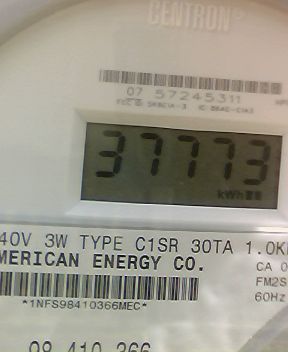 CENTRON
07 57245311
37773
kWh
40V 3W TYPE C1SR 30TA 1.0K
MERICAN ENERGY CO.
CA 0
FM2S
60Hz
*1NFS98410366MEC*
98 410 366